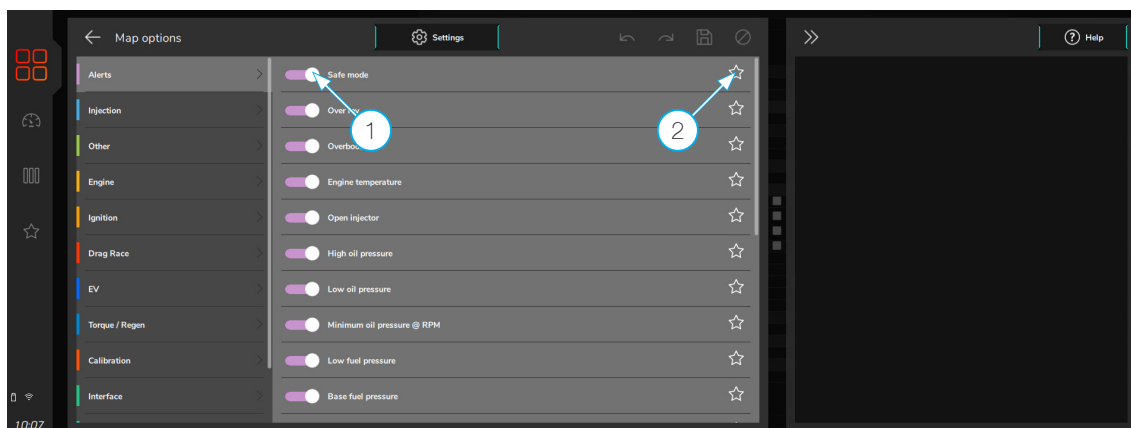 Map options
Settings
Help
Alerts
Safe mode
Injection
Over rev
1
2
Other
Engine
Engine temperature
Ignition
Open injector
Drag Race
High oil pressure
EV
Low oil pressure
Torque / Regen
Minimum oil pressure @ RPM
Calibration
Low fuel pressure
Interface
Base fuel pressure
10:07